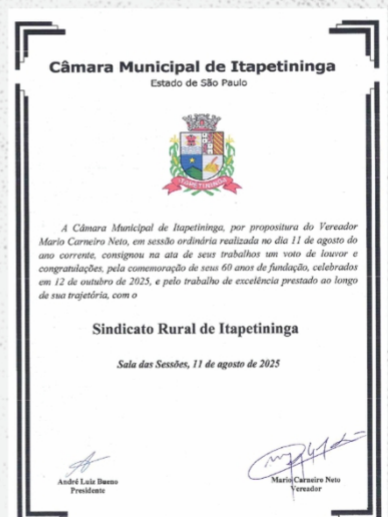 Câmara Municipal de Itapetininga
Estado de São Paulo
ITAPETININGA
A Câmara Municipal de Itapetininga, por propositura do Vereador
Mario Carneiro Neto, em sessão ordinária realizada no dia 11 de agosto do
ano corrente, consignou na ata de seus trabalhos um voto de louvor e
congratulações, pela comemoração de seus 60 anos de fundação, celebrados
em 12 de outubro de 2025, e pelo trabalho de excelência prestado ao longo
de sua trajetória, com o
Sindicato Rural de Itapetininga
Sala das Sessões, 11 de agosto de 2025
André Luiz Bueno
Presidente
Mario Carneiro Neto
Vereador